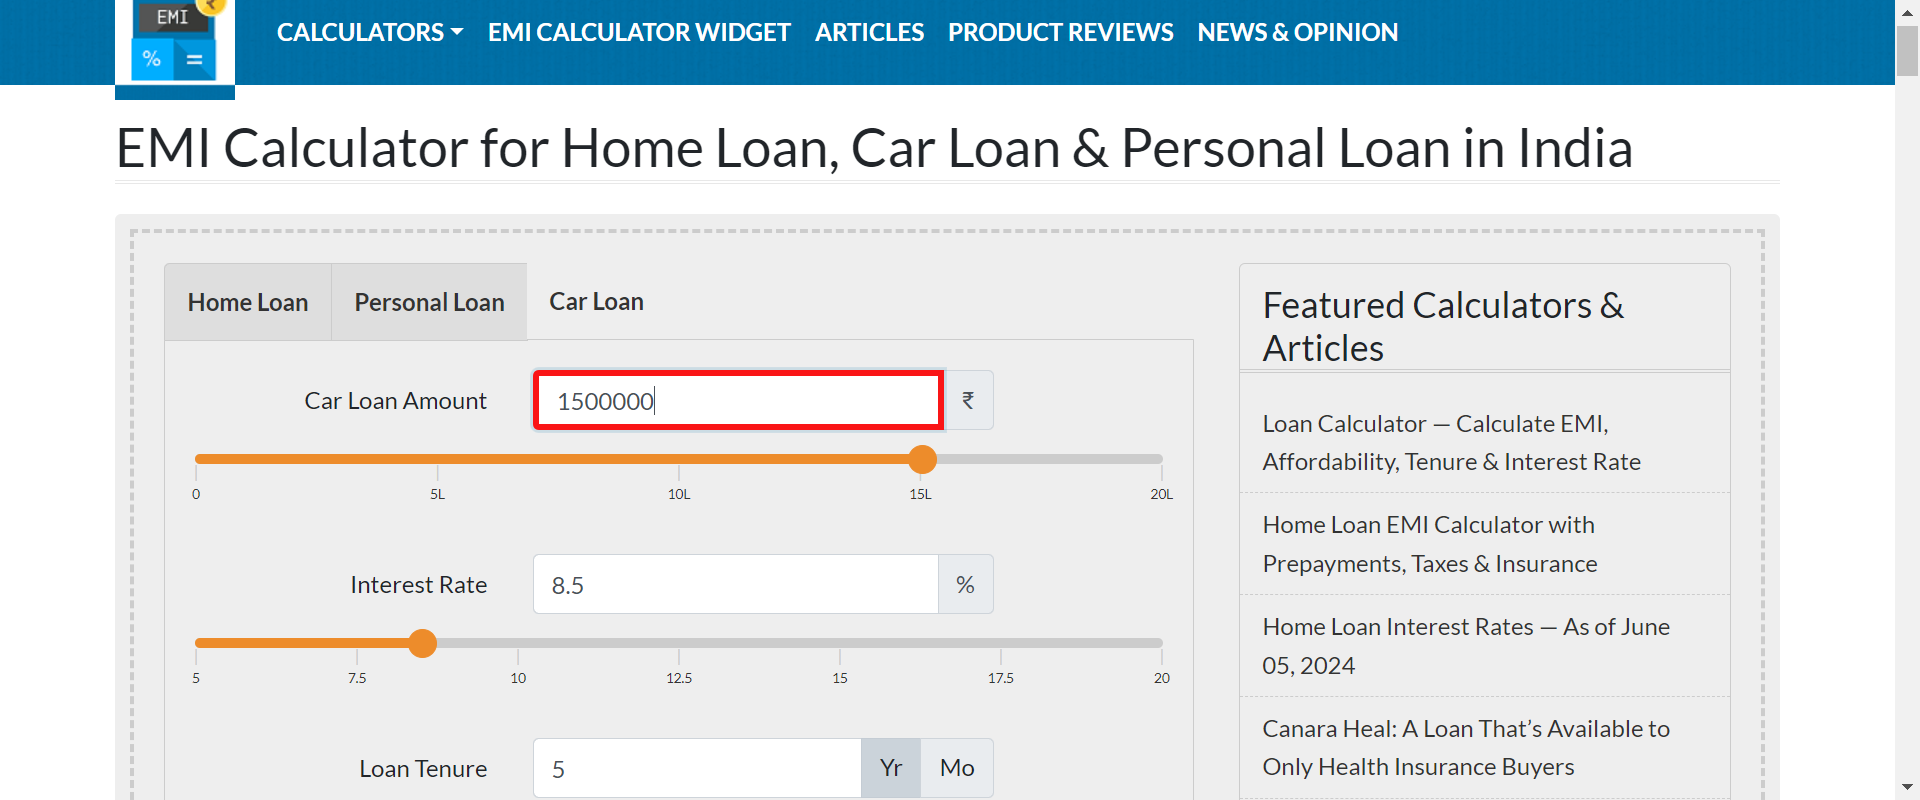 EMI
₹
%
=
CALCULATORS
EMI CALCULATOR WIDGET
ARTICLES
PRODUCT REVIEWS
NEWS & OPINION
EMI Calculator for Home Loan, Car Loan & Personal Loan in India
Home Loan
Personal Loan
Car Loan
Car Loan Amount
1500000
₹
0
5L
10L
15L
20L
Interest Rate
8.5
%
5
7.5
10
12.5
15
17.5
20
Loan Tenure
5
Yr
Mo
Featured Calculators &
Articles
Loan Calculator — Calculate EMI,
Affordability, Tenure & Interest Rate
Home Loan EMI Calculator with
Prepayments, Taxes & Insurance
Home Loan Interest Rates — As of June
05, 2024
Canara Heal: A Loan That’s Available to
Only Health Insurance Buyers